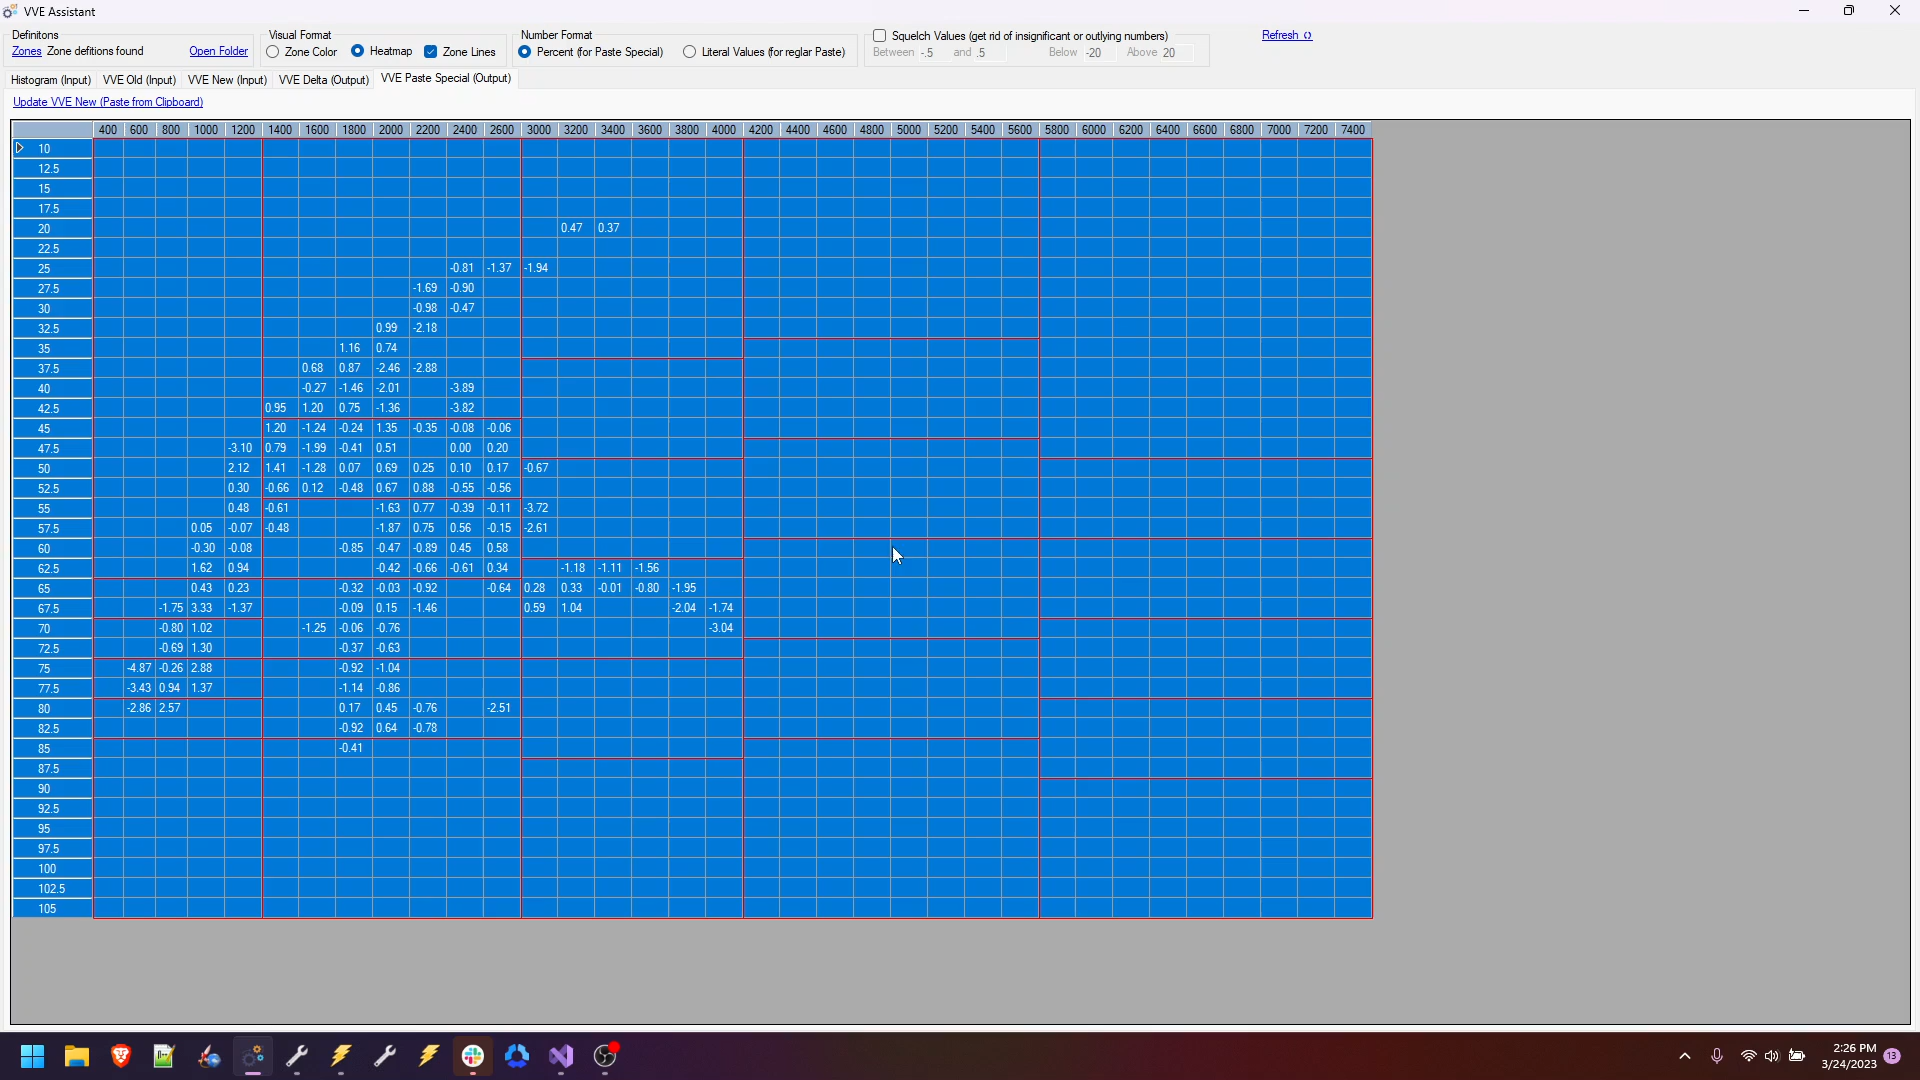 VVE Assistant
Definitons Visual Format Number Format Squelch Values (get rid of insignificant or outlying numbers) Refresh
Zones Zone defitions found Open Folder Zone Color Heatmap Zone Lines Percent (for Paste Special) Literal Values (for reglar Paste) Between -.5 and .5 Below -20 Above 20
Histogram (Input) VVE Old (Input) VVE New (Input) VVE Delta (Output) VVE Paste Special (Output)
Update VVE New (Paste from Clipboard)
400 600 800 1000 1200 1400 1600 1800 2000 2200 2400 2600 3000 3200 3400 3600 3800 4000 4200 4400 4600 4800 5000 5200 5400 5600 5800 6000 6200 6400 6600 6800 7000 7200 7400
10
12.5
15
17.5
20 0.47 0.37
22.5
25 -0.81 -1.37 -1.94
27.5 -1.69 -0.90
30 -0.98 -0.47
32.5 0.99 -2.18
35 1.16 0.74
37.5 0.68 0.87 -2.46 -2.88
40 -0.27 -1.46 -2.01 -3.89
42.5 0.95 1.20 0.75 -1.36 -3.82
45 1.20 -1.24 -0.24 1.35 -0.35 -0.08 -0.06
47.5 -3.10 0.79 -1.99 -0.41 0.51 0.00 0.20
50 2.12 1.41 -1.28 0.07 0.69 0.25 0.10 0.17 -0.67
52.5 0.30 -0.66 0.12 -0.48 0.67 0.88 -0.55 -0.56
55 0.48 -0.61 -1.63 0.77 -0.39 -0.11 -3.72
57.5 0.05 -0.07 -0.48 -1.87 0.75 0.56 -0.15 -2.61
60 -0.30 -0.08 -0.85 -0.47 -0.89 0.45 0.58
62.5 1.62 0.94 -0.42 -0.66 -0.61 0.34 -1.18 -1.11 -1.56
65 0.43 0.23 -0.32 -0.03 -0.92 -0.64 0.28 0.33 -0.01 -0.80 -1.95
67.5 -1.75 3.33 -1.37 -0.09 0.15 -1.46 0.59 1.04 -2.04 -1.74
70 -0.80 1.02 -1.25 -0.06 -0.76 -3.04
72.5 -0.69 1.30 -0.37 -0.63
75 -4.87 -0.26 2.88 -0.92 -1.04
77.5 -3.43 0.94 1.37 -1.14 -0.86
80 -2.86 2.57 0.17 0.45 -0.76 -2.51
82.5 -0.92 0.64 -0.78
85 -0.41
87.5
90
92.5
95
97.5
100
102.5
105
2:26 PM
3/24/2023 13